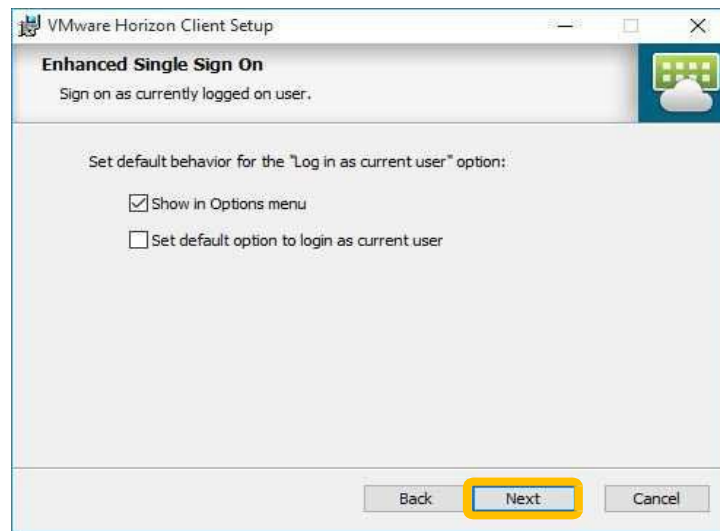 VMware Horizon Client Setup
Enhanced Single Sign On
Sign on as currently logged on user.
Set default behavior for the "Log in as current user" option:
Show in Options menu
Set default option to login as current user
Back Next Cancel